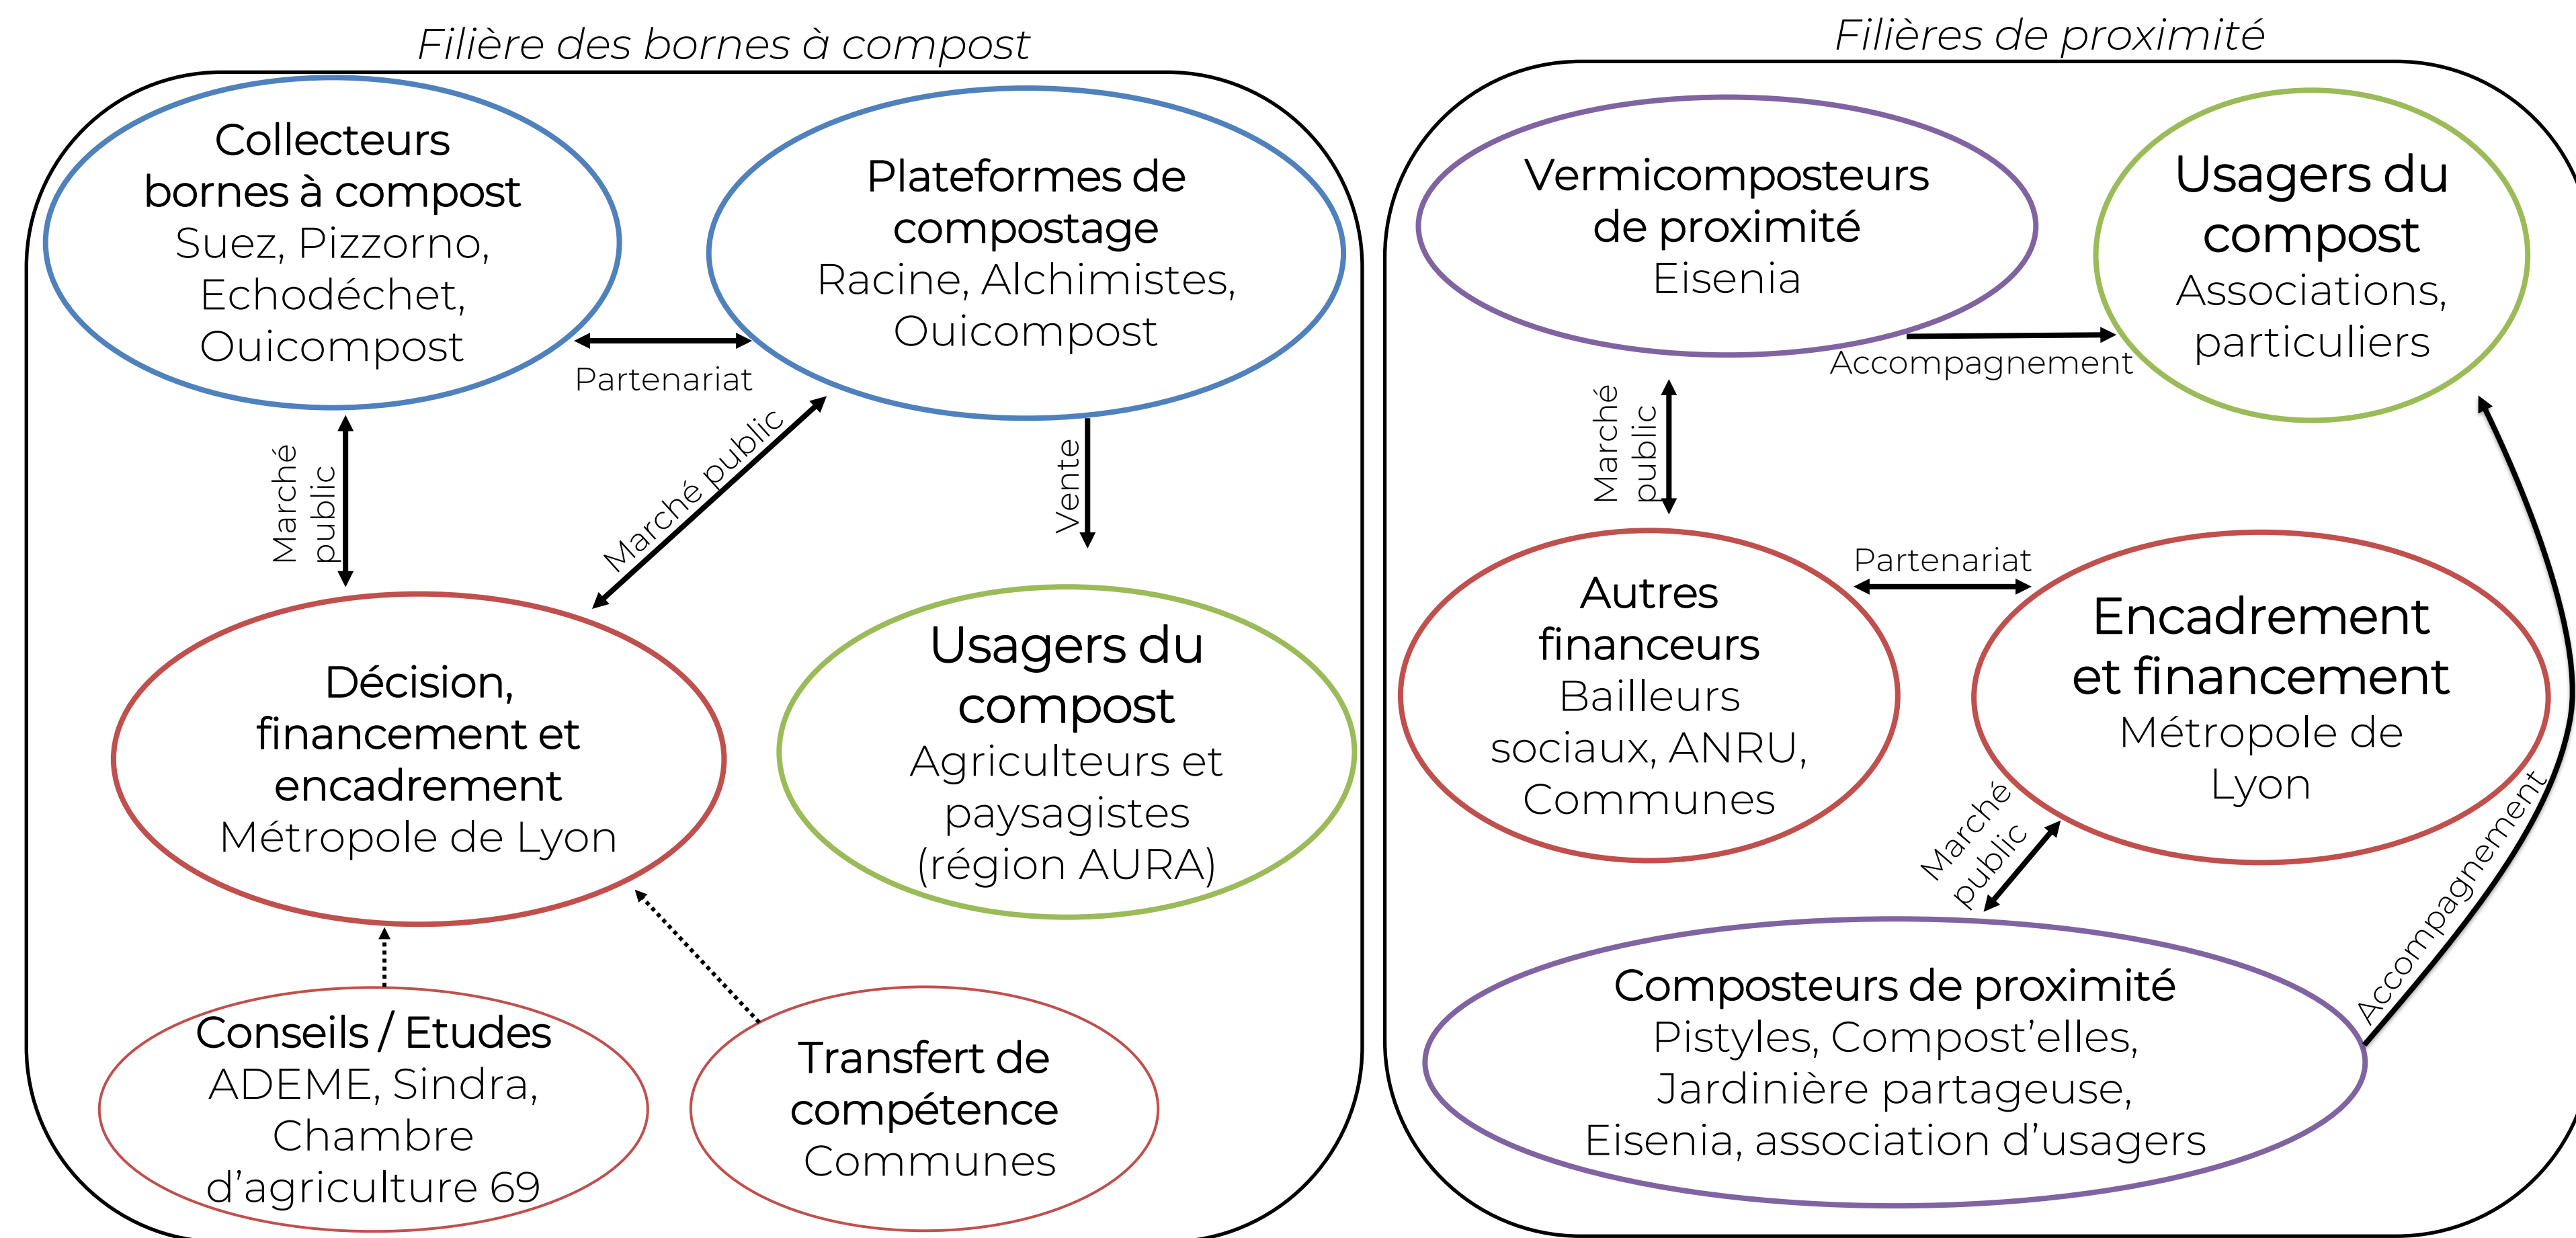 Filière des bornes à compost
Collecteurs
bornes à compost
Suez, Pizzorno,
Echodéchet,
Ouicompost
Plateformes de
compostage
Racine, Alchimistes,
Ouicompost
Partenariat
Marché
public
Marché public
Vente
Décision,
financement et
encadrement
Métropole de Lyon
Usagers du
compost
Agriculteurs et
paysagistes
(région AURA)
Conseils / Etudes
ADEME, Sindra,
Chambre
d'agriculture 69
Transfert de
compétence
Communes
Filières de proximité
Vermicomposteurs
de proximité
Eisenia
Usagers du
compost
Associations,
particuliers
Accompagnement
Marché
public
Autres
financeurs
Bailleurs
sociaux, ANRU,
Communes
Partenariat
Encadrement
et financement
Métropole de
Lyon
Marché
public
Accompagnement
Composteurs de proximité
Pistyles, Compost'elles,
Jardinière partageuse,
Eisenia, association d'usagers